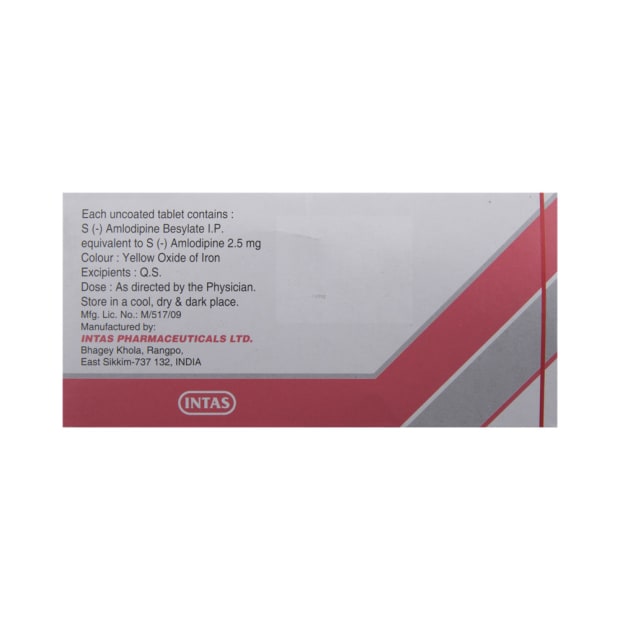 Each uncoated tablet contains :
S (-) Amlodipine Besylate I.P.
equivalent to S (-) Amlodipine 2.5 mg
Colour : Yellow Oxide of Iron
Excipients : Q.S.
Dose : As directed by the Physician.
Store in a cool, dry & dark place.
Mfg. Lic. No.: M/517/09
Manufactured by:
INTAS PHARMACEUTICALS LTD.
Bhagey Khola, Rangpo,
East Sikkim-737 132, INDIA
INTAS